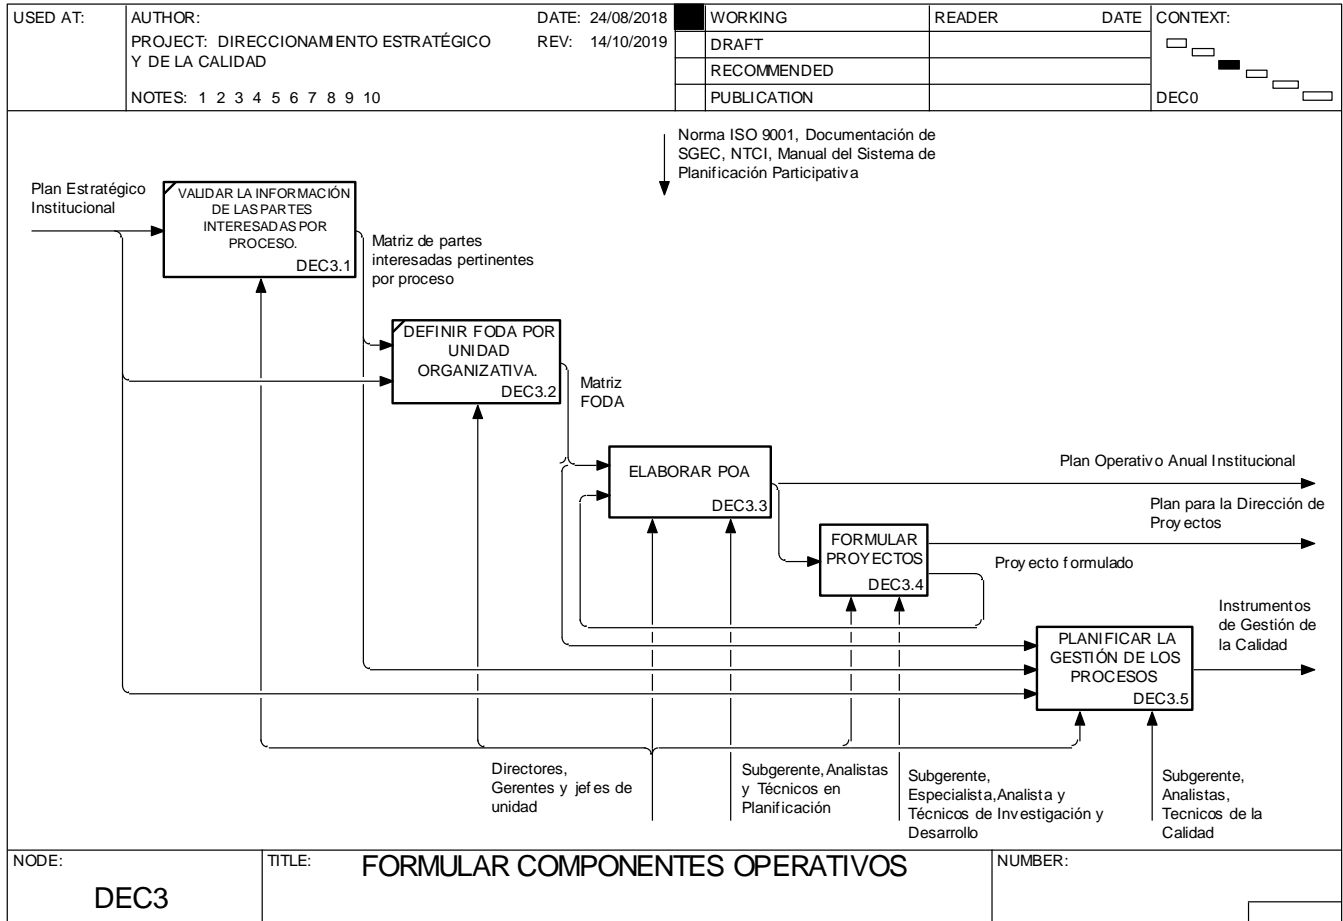 USED AT:
AUTHOR:
DATE: 24/08/2018
PROJECT: DIRECCIONAMIENTO ESTRATÉGICO
Y DE LA CALIDAD
REV: 14/10/2019
NOTES: 1 2 3 4 5 6 7 8 9 10
WORKING
DRAFT
RECOMMENDED
PUBLICATION
READER DATE
CONTEXT:
DEC0
Norma ISO 9001, Documentación de
SGEC, NTCI, Manual del Sistema de
Planificación Participativa
Plan Estratégico
Institucional
VALIDAR LA INFORMACIÓN
DE LAS PARTES
INTERESADAS POR
PROCESO.
DEC3.1
Matriz de partes
interesadas pertinentes
por proceso
DEFINIR FODA POR
UNIDAD
ORGANIZATIVA.
DEC3.2
Matriz
FODA
ELABORAR POA
DEC3.3
Plan Operativo Anual Institucional
Plan para la Dirección de
Proyectos
FORMULAR
PROYECTOS
DEC3.4
Proyecto formulado
Instrumentos
de Gestión de
la Calidad
PLANIFICAR LA
GESTIÓN DE LOS
PROCESOS
DEC3.5
Directores,
Gerentes y jefes de
unidad
Subgerente, Analistas
y Técnicos en
Planificación
Subgerente,
Especialista, Analista y
Técnicos de Investigación y
Desarrollo
Subgerente,
Analistas,
Tecnicos de la
Calidad
NODE:
DEC3
TITLE:
FORMULAR COMPONENTES OPERATIVOS
NUMBER: